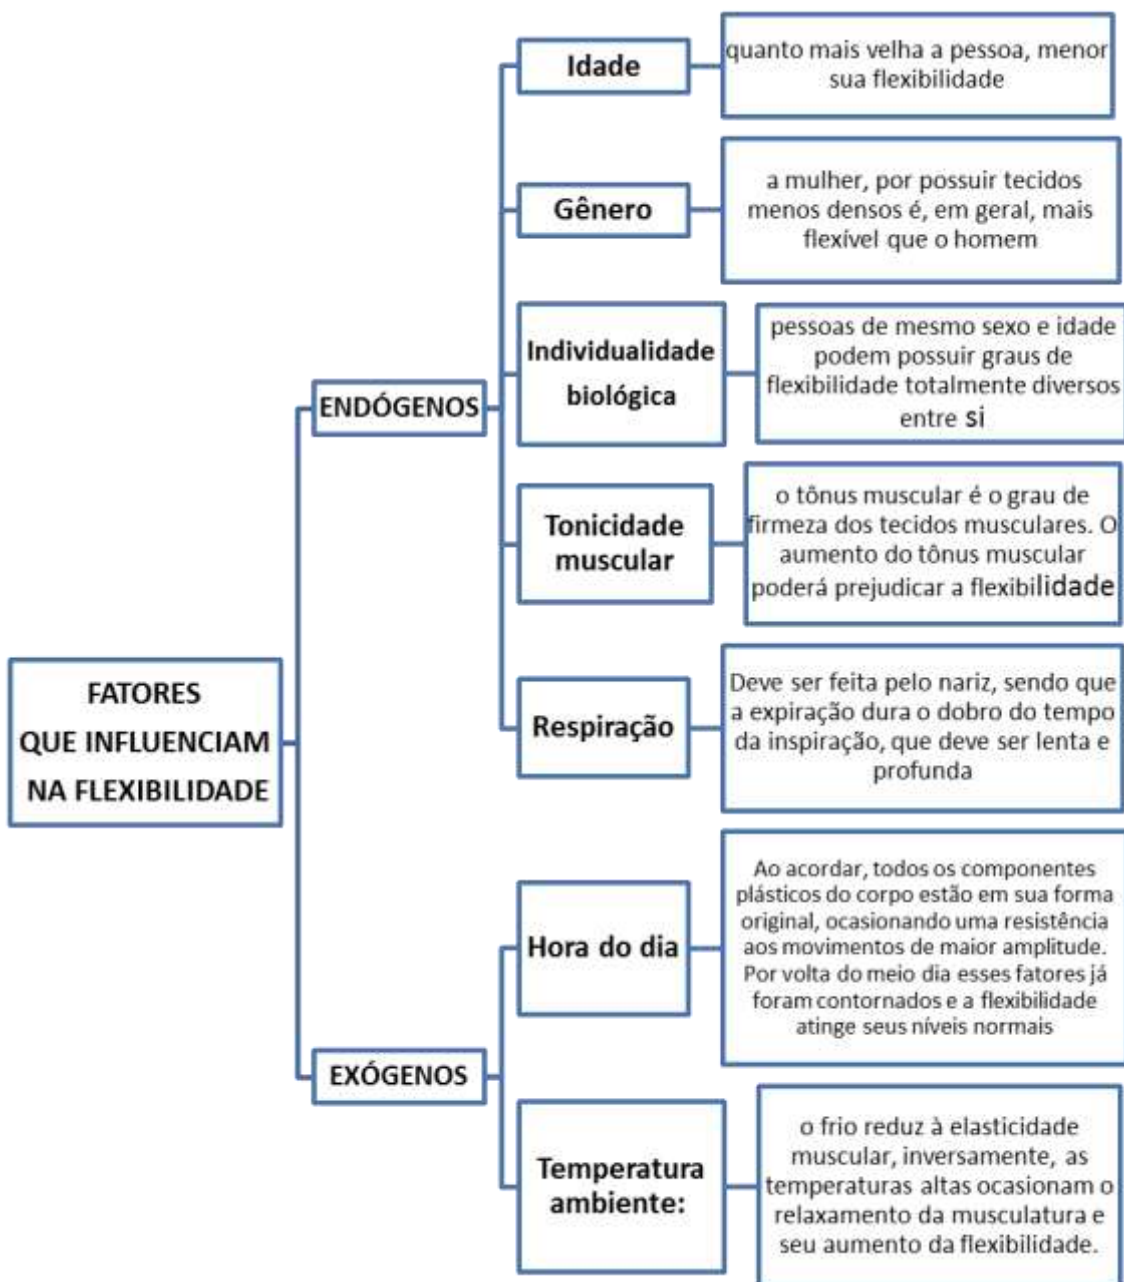 FATORES
QUE INFLUENCIAM
NA FLEXIBILIDADE
ENDÓGENOS
Idade
quanto mais velha a pessoa, menor
sua flexibilidade
Gênero
a mulher, por possuir tecidos
menos densos é, em geral, mais
flexível que o homem
Individualidade
biológica
pessoas de mesmo sexo e idade
podem possuir graus de
flexibilidade totalmente diversos
entre si
Tonicidade
muscular
o tônus muscular é o grau de
firmeza dos tecidos musculares. O
aumento do tônus muscular
poderá prejudicar a flexibilidade
Respiração
Deve ser feita pelo nariz, sendo que
a expiração dura o dobro do tempo
da inspiração, que deve ser lenta e
profunda
EXÓGENOS
Hora do dia
Ao acordar, todos os componentes
plásticos do corpo estão em sua forma
original, ocasionando uma resistência
aos movimentos de maior amplitude.
Por volta do meio dia esses fatores já
foram contornados e a flexibilidade
atinge seus níveis normais
Temperatura
ambiente:
o frio reduz à elasticidade
muscular, inversamente, as
temperaturas altas ocasionam o
relaxamento da musculatura e
seu aumento da flexibilidade.